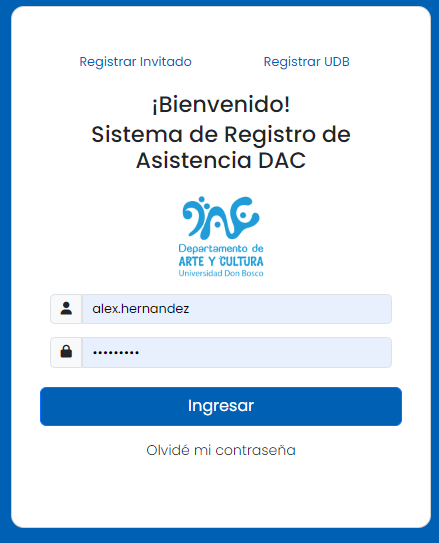 Registrar Invitado
Registrar UDB
¡Bienvenido!
Sistema de Registro de
Asistencia DAC
DAC
Departamento de
ARTE Y CULTURA
Universidad Don Bosco
alex.hernandez
•••••••••
Ingresar
Olvidé mi contraseña